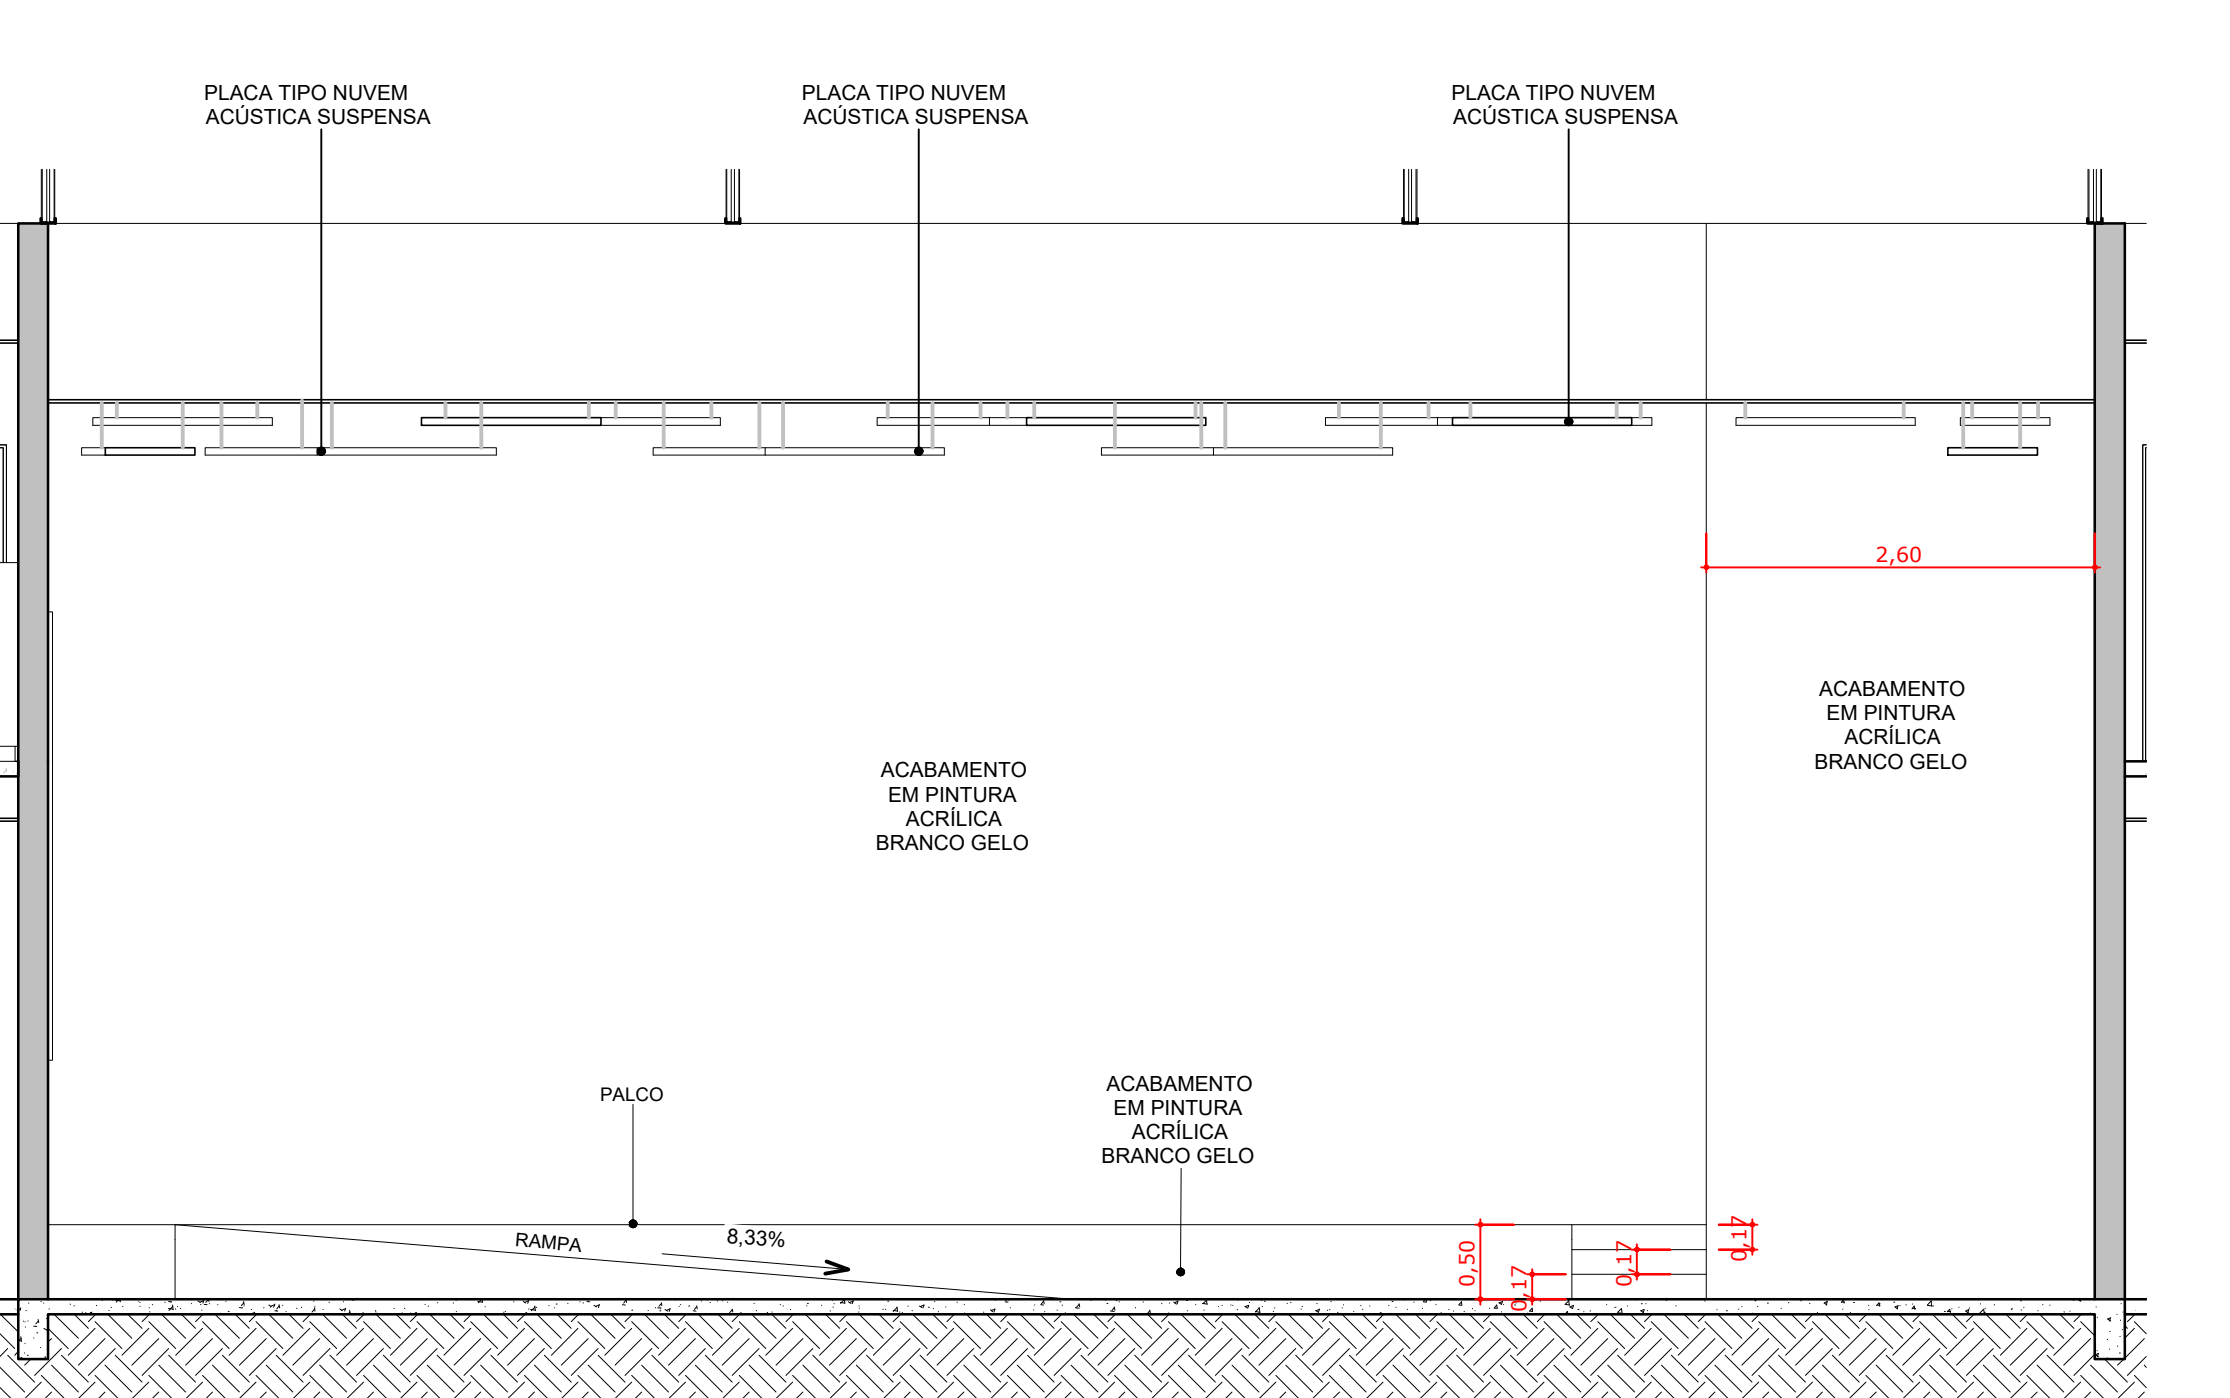 PLACA TIPO NUVEM
ACÚSTICA SUSPENSA
PLACA TIPO NUVEM
ACÚSTICA SUSPENSA
PLACA TIPO NUVEM
ACÚSTICA SUSPENSA
2,60
ACABAMENTO
EM PINTURA
ACRÍLICA
BRANCO GELO
ACABAMENTO
EM PINTURA
ACRÍLICA
BRANCO GELO
PALCO
ACABAMENTO
EM PINTURA
ACRÍLICA
BRANCO GELO
RAMPA
8,33%
0,50
0,17
0,17
0,17